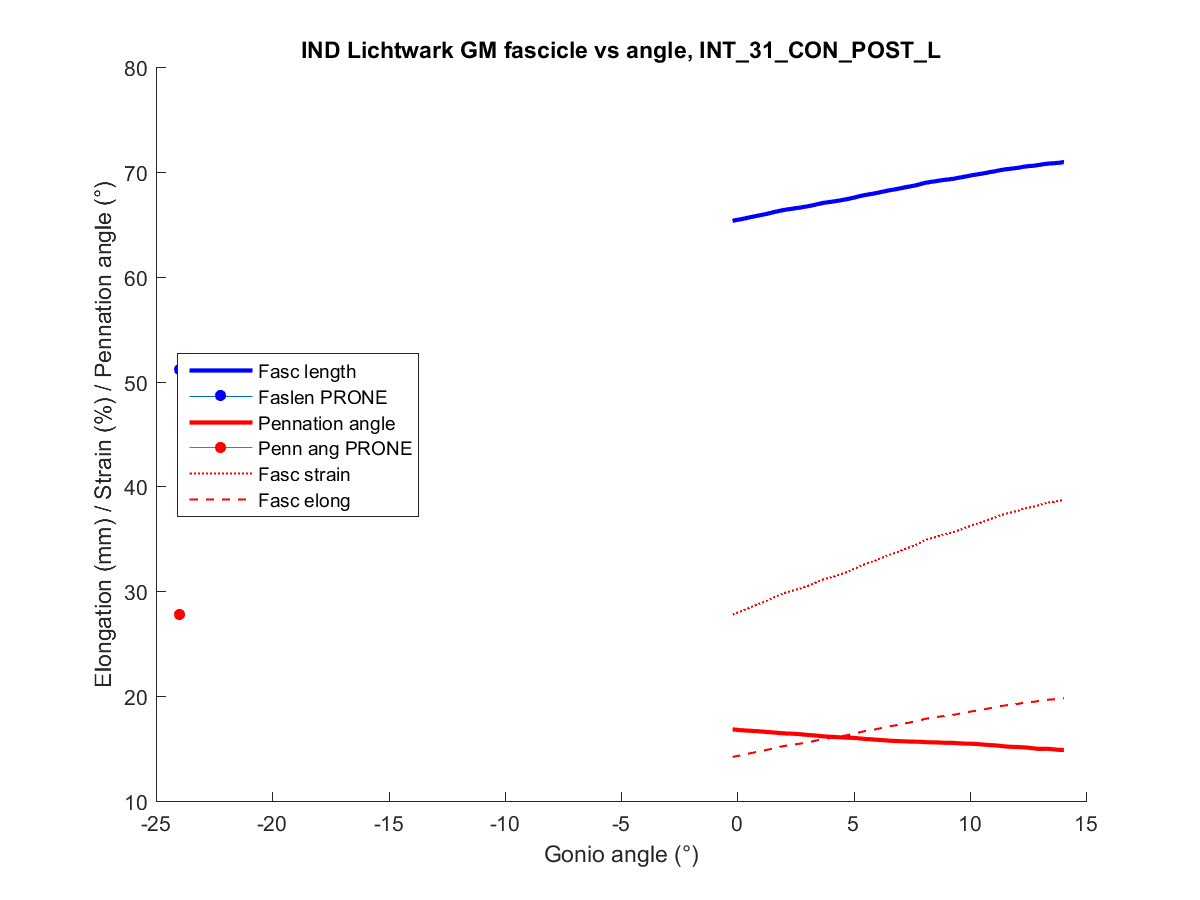 IND Lichtwark GM fascicle vs angle, INT_31_CON_POST_L
80
70
60
50
40
30
20
10
Elongation (mm) / Strain (%) / Pennation angle (°)
Fasc length
Faslen PRONE
Pennation angle
Penn ang PRONE
Fasc strain
Fasc elong
-25 -20 -15 -10 -5 0 5 10 15
Gonio angle (°)